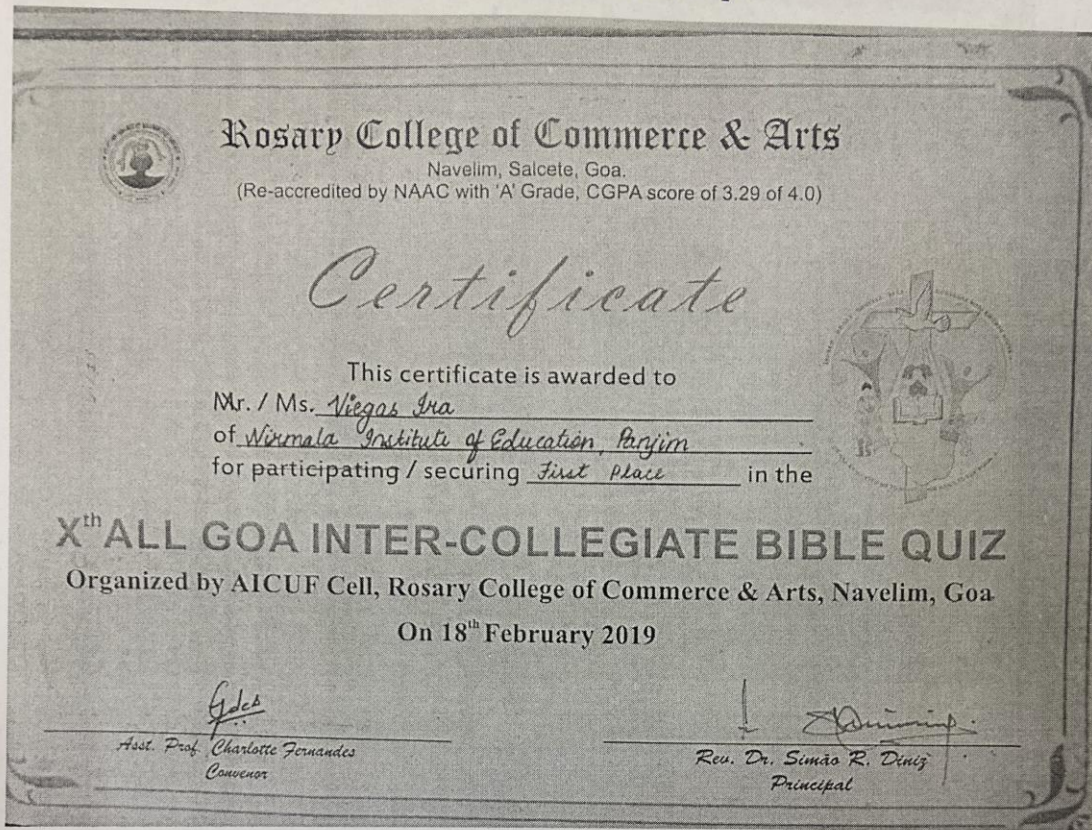 Rosary College of Commerce & Arts
Navelim, Salcete, Goa.
(Re-accredited by NAAC with 'A' Grade, CGPA score of 3.29 of 4.0)
Certificate
This certificate is awarded to
Mr. / Ms. Viegas Ira
of Nirmala Institute of Education, Panjim
for participating / securing First Place in the
Xth ALL GOA INTER-COLLEGIATE BIBLE QUIZ
Organized by AICUF Cell, Rosary College of Commerce & Arts, Navelim, Goa
On 18th February 2019
Asst. Prof. Charlotte Fernandes
Convenor
Rev. Dr. Simão R. Diniz
Principal